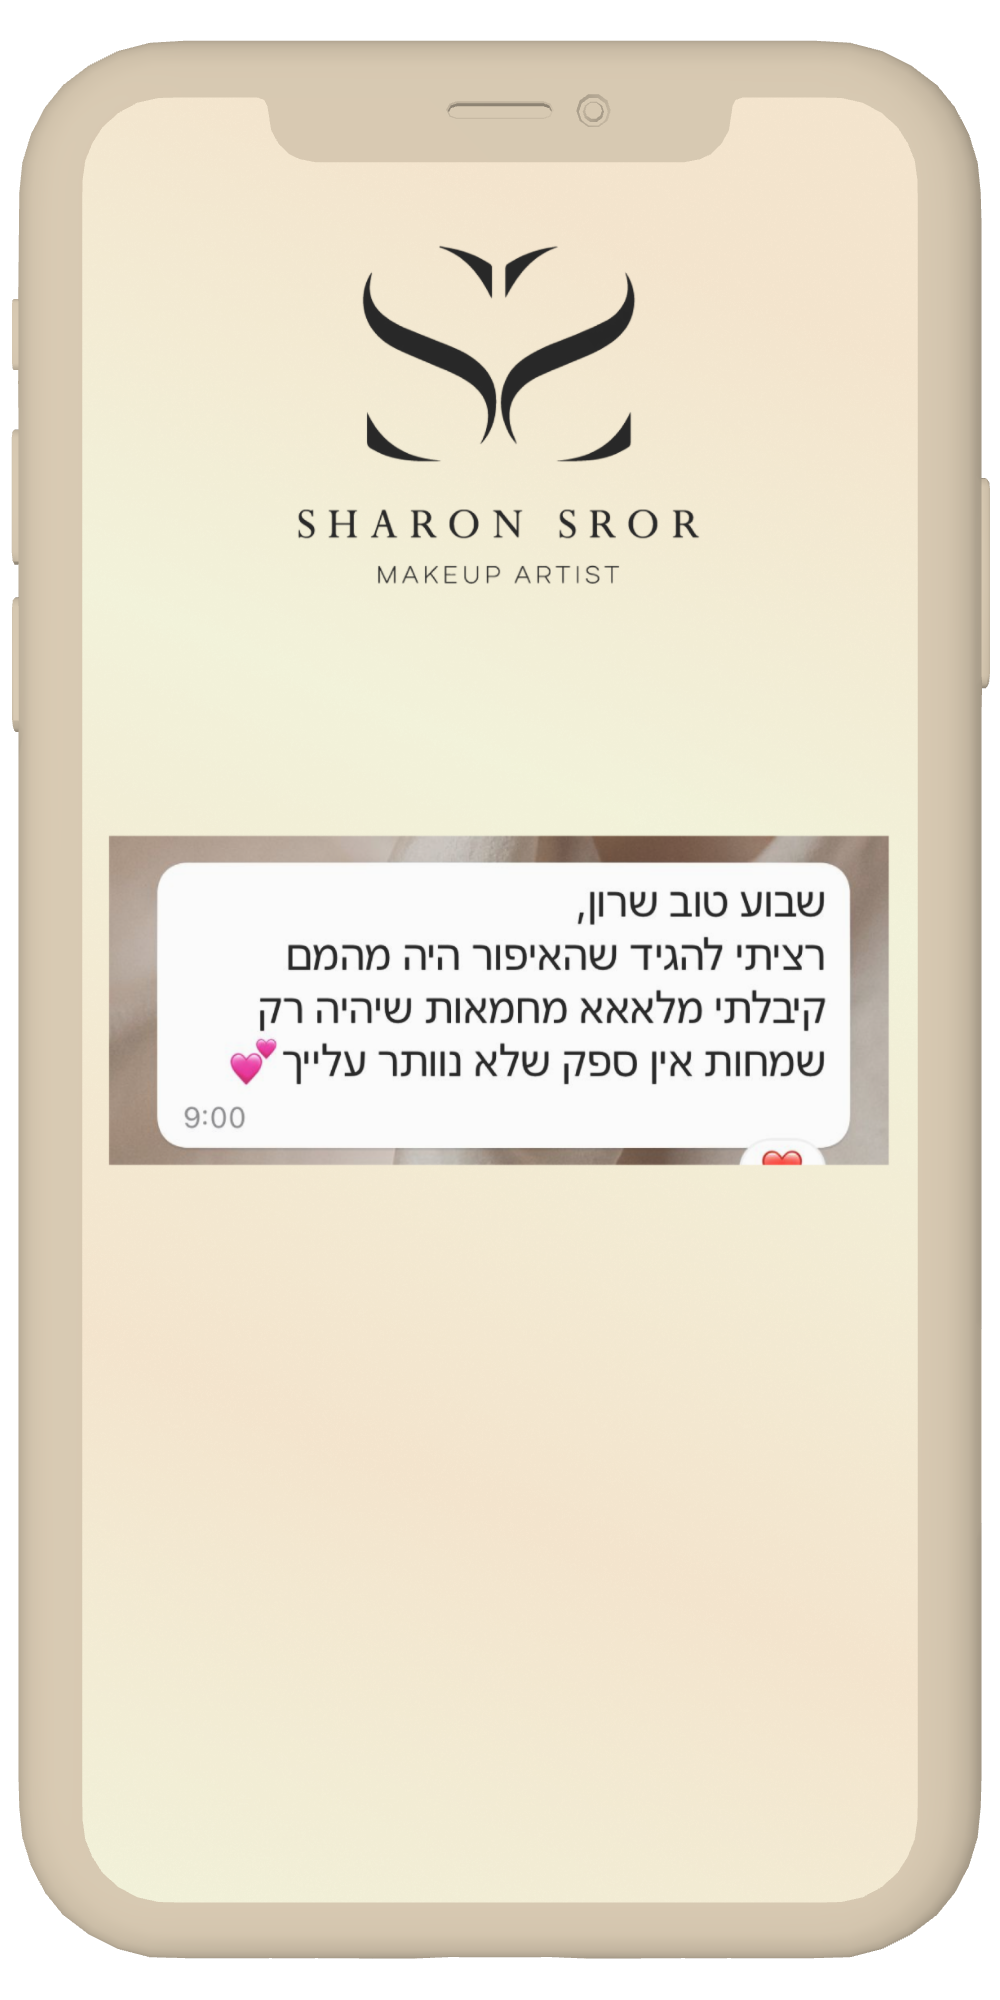 SHARON SROR
MAKEUP ARTIST
שבוע טוב שרון,
רציתי להגיד שהאיפור היה מהמם
קיבלתי מלאאא מחמאות שיהיה רק
שמחות אין ספק שלא נוותר עלייך💕
9:00